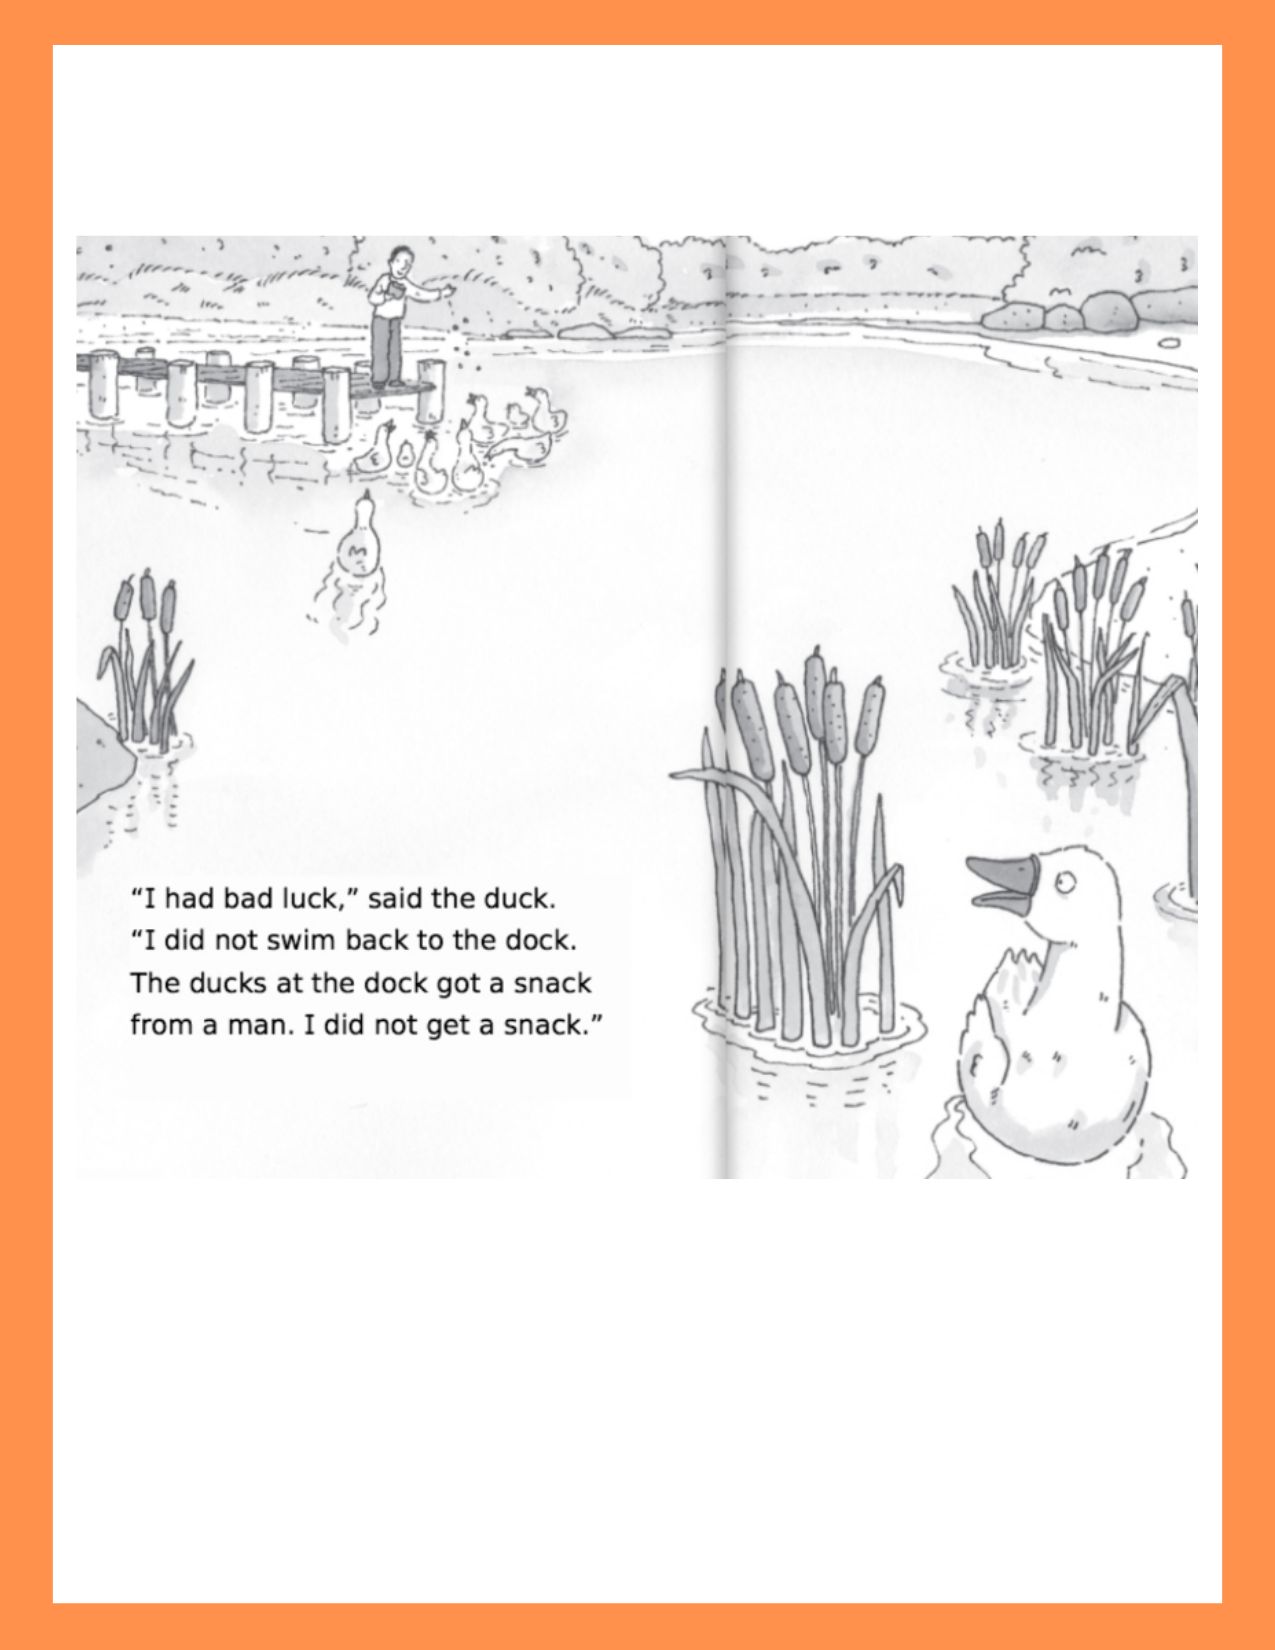 “I had bad luck,” said the duck.
“I did not swim back to the dock.
The ducks at the dock got a snack
from a man. I did not get a snack.”